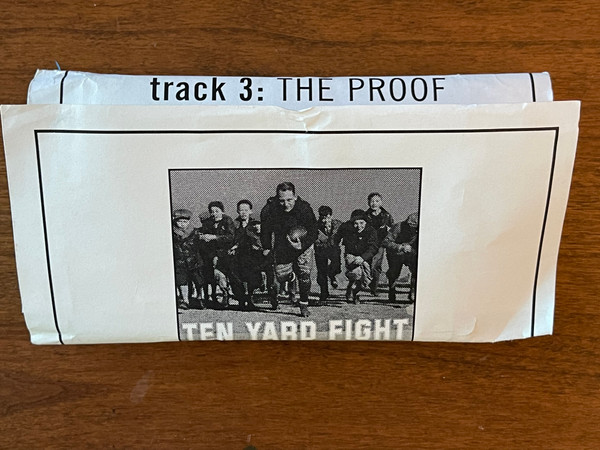 track 3: THE PROOF
TEN YARD FIGHT